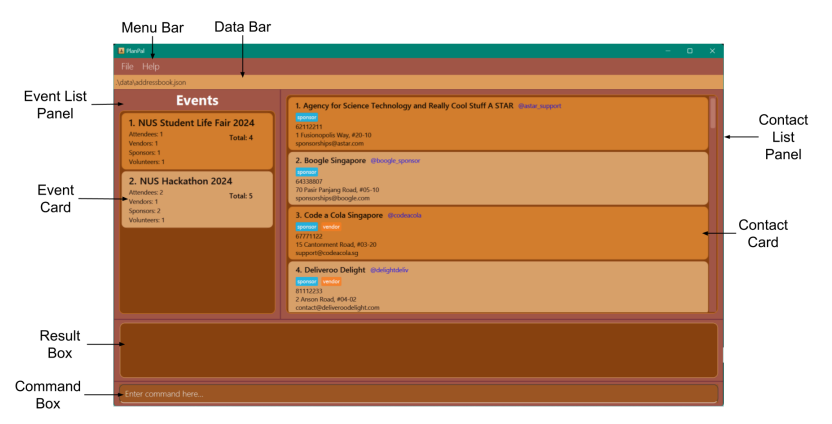 Menu Bar
Data Bar
PlanPal
File Help
\data\addressbook.json
Event List
Panel
Event
Card
Result
Box
Command
Box
Events
1. NUS Student Life Fair 2024
Attendees: 1
Total: 4
Vendors: 1
Sponsors: 1
Volunteers: 1
2. NUS Hackathon 2024
Attendees: 2
Total: 5
Vendors: 1
Sponsors: 2
Volunteers: 1
1. Agency for Science Technology and Really Cool Stuff A STAR @astar_support
sponsor
62112211
1 Fusionopolis Way, #20-10
sponsorships@astar.com
2. Boogle Singapore @boogle_sponsor
sponsor
64338807
70 Pasir Panjang Road, #05-10
sponsorships@boogle.com
3. Code a Cola Singapore @codeacola
sponsor vendor
67771122
15 Cantonment Road, #03-20
support@codeacola.sg
4. Deliveroo Delight @delightdeliv
sponsor vendor
81112233
2 Anson Road, #04-02
contact@deliveroodelight.com
Contact
List
Panel
Contact
Card
Enter command here...